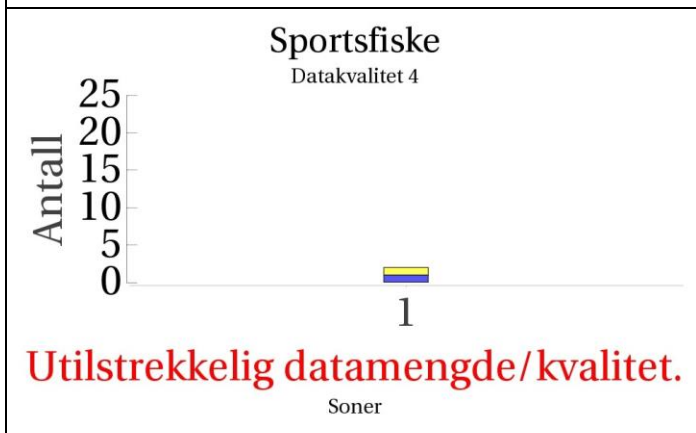 Sportsfiske
Datakvalitet 4
25
20
15
10
5
0
Antall
1
Utilstrekkelig datamengde/kvalitet.
Soner